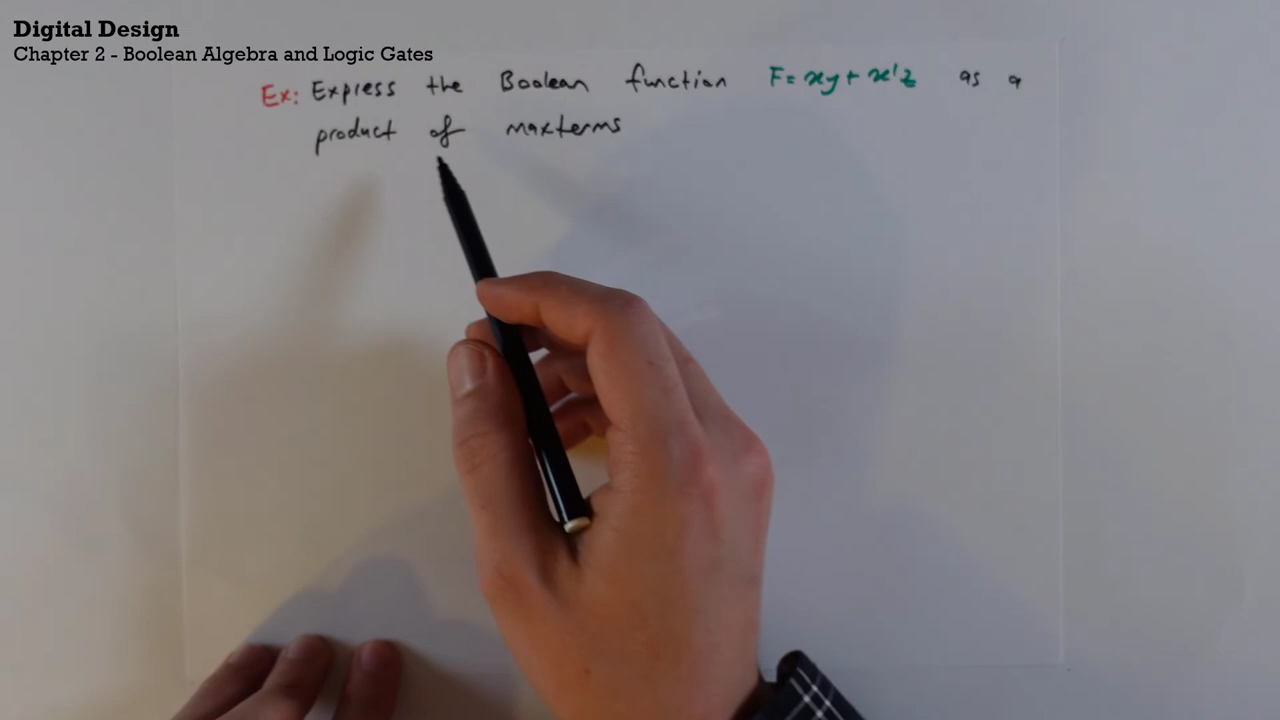 Digital Design
Chapter 2 - Boolean Algebra and Logic Gates
Ex: Express the Boolean function F = xy + x'z as a
product of maxterms